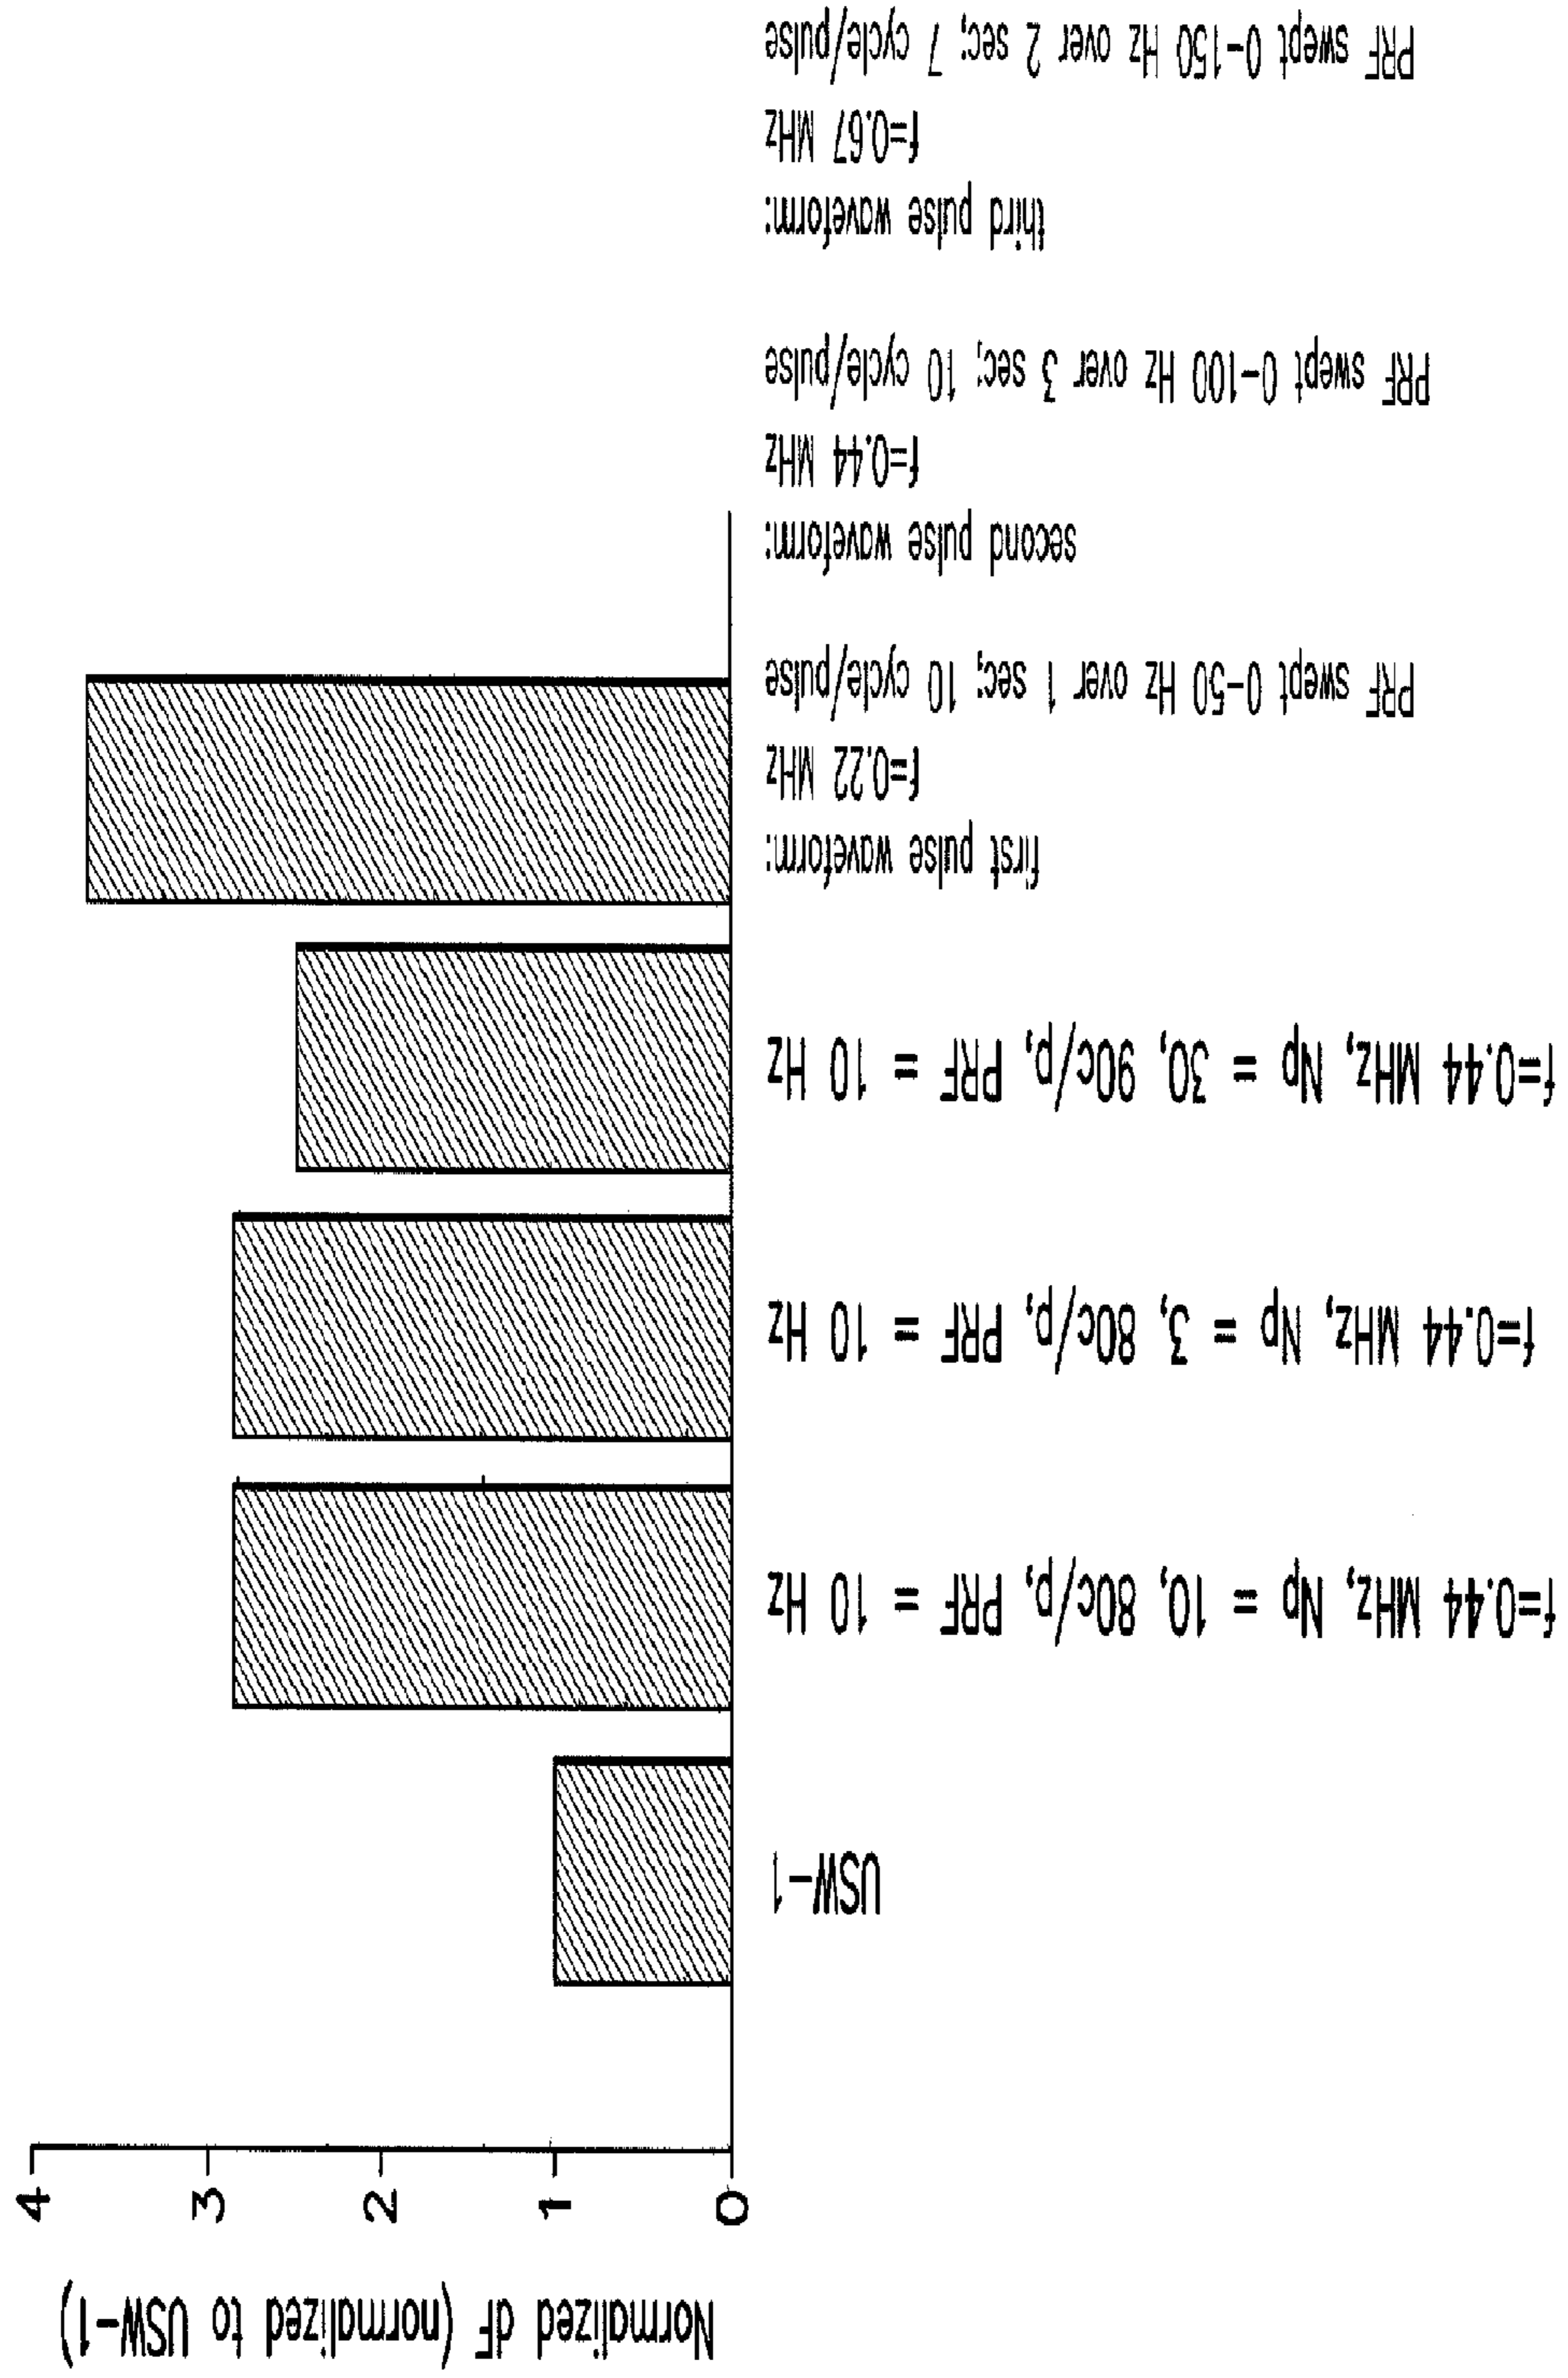 Normalized dF (normalized to USW-1)
4
3
2
1
0
USW-1
f=0.44 MHz, Np = 10, 80c/p, PRF = 10 Hz
f=0.44 MHz, Np = 3, 80c/p, PRF = 10 Hz
f=0.44 MHz, Np = 30, 90c/p, PRF = 10 Hz
first pulse waveform:
f=0.22 MHz
PRF swept 0-50 Hz over 1 sec; 10 cycle/pulse
second pulse waveform:
f=0.44 MHz
PRF swept 0-100 Hz over 3 sec; 10 cycle/pulse
third pulse waveform:
f=0.67 MHz
PRF swept 0-150 Hz over 2 sec; 7 cycle/pulse